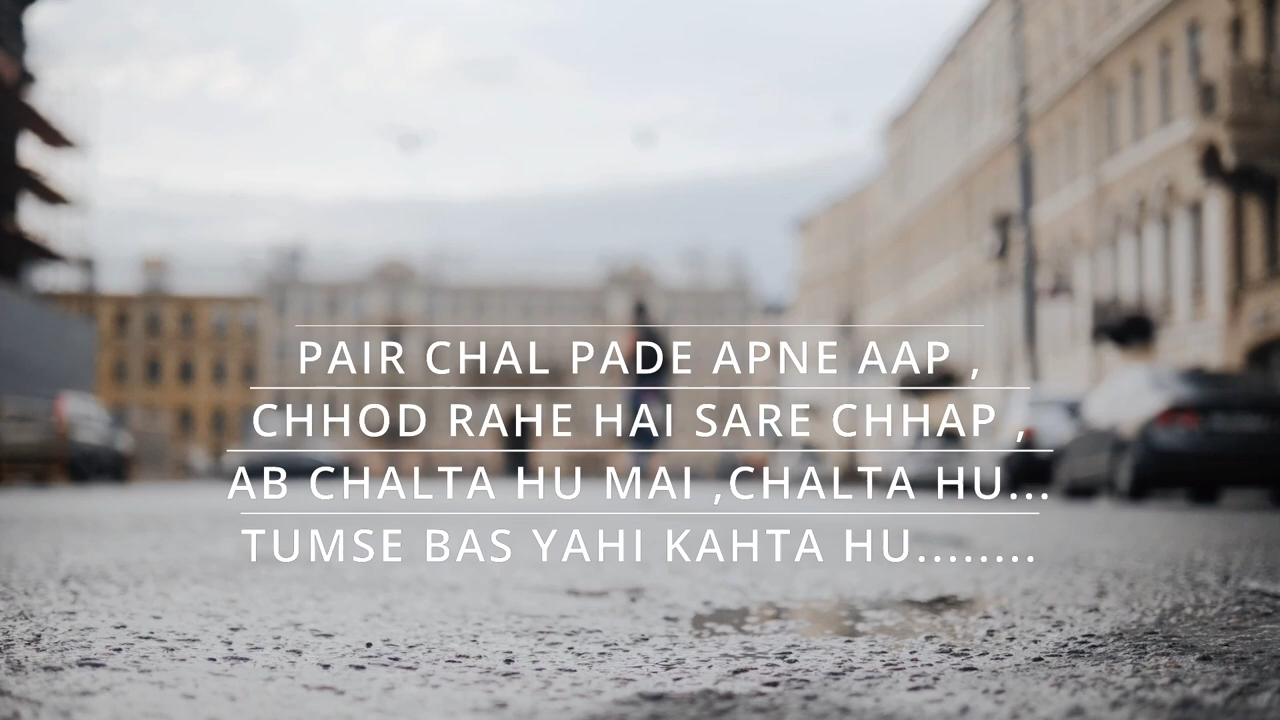 PAIR CHAL PADE APNE AAP ,
CHHOD RAHE HAI SARE CHHAP ,
AB CHALTA HU MAI ,CHALTA HU...
TUMSE BAS YAHI KAHTA HU........